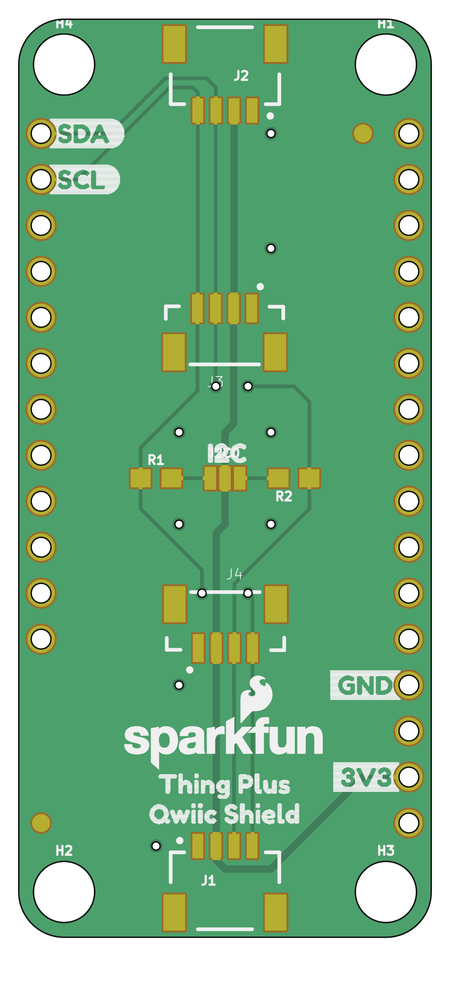 H4
H1
J2
SDA
SCL
J3
I2C
R1
R2
J4
GND
sparkfun
3V3
Thing Plus
Qwiic Shield
H2
H3
J1